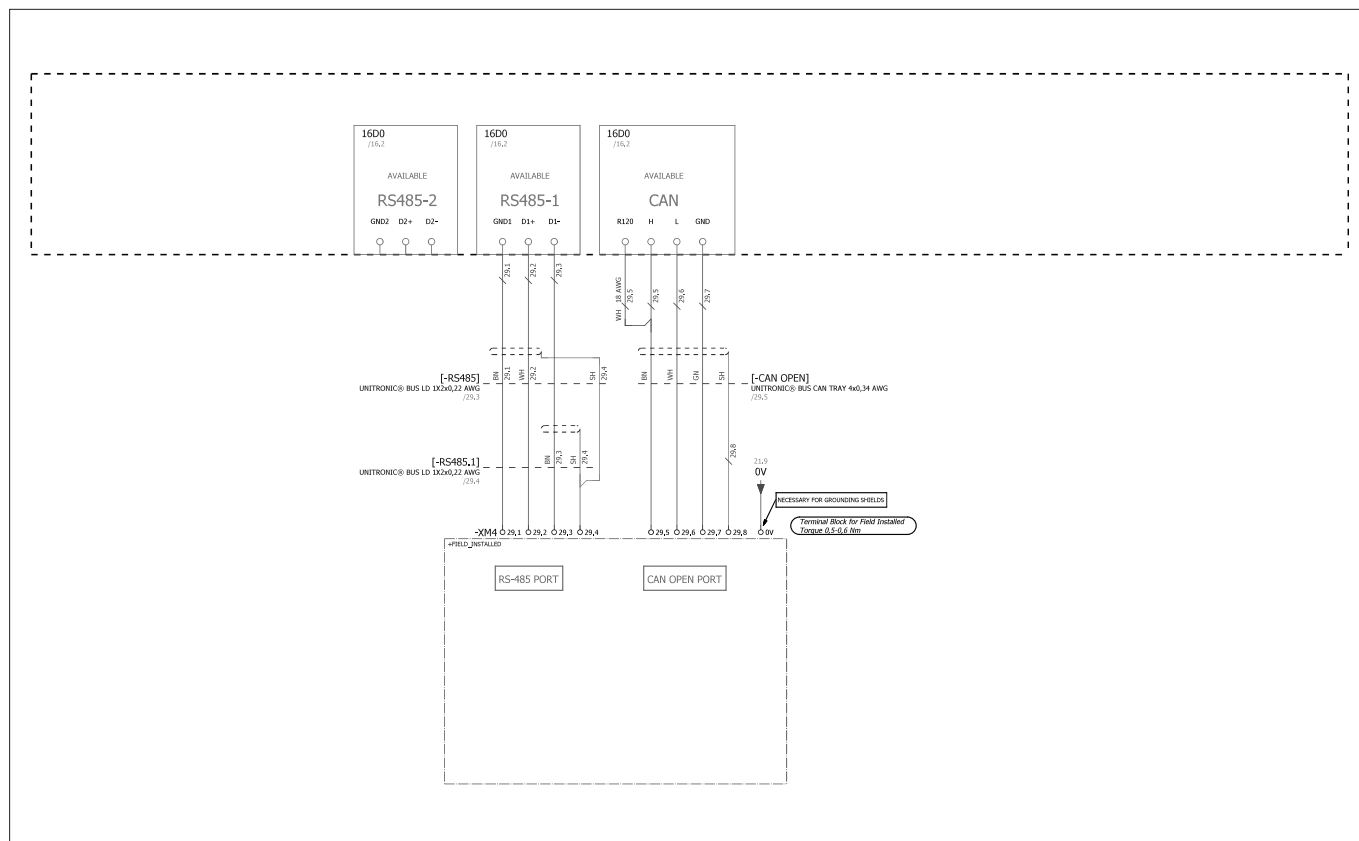 16D0
/16.2
AVAILABLE
RS485-2
GND2 D2+ D2-
16D0
/16.2
AVAILABLE
RS485-1
GND1 D1+ D1-
16D0
/16.2
AVAILABLE
CAN
R120 H L GND
29,1
29,2
29,3
WH 18 AWG
29,5
29,5
29,6
29,7
[-RS485]
UNITRONIC® BUS LD 1X2x0,22 AWG
/29.3
BN
29,1
WH
29,2
SH
29,4
BN
WH
GN
SH
[-CAN OPEN]
UNITRONIC® BUS CAN TRAY 4x0,34 AWG
/29.5
[-RS485.1]
UNITRONIC® BUS LD 1X2x0,22 AWG
/29.4
BN
29,3
SH
29,4
29,8
21.9
0V
NECESSARY FOR GROUNDING SHIELDS
Terminal Block for Field Installed
Torque 0,5-0,6 Nm
-XM4 29,1 29,2 29,3 29,4 29,5 29,6 29,7 29,8 0V
+FIELD_INSTALLED
RS-485 PORT
CAN OPEN PORT